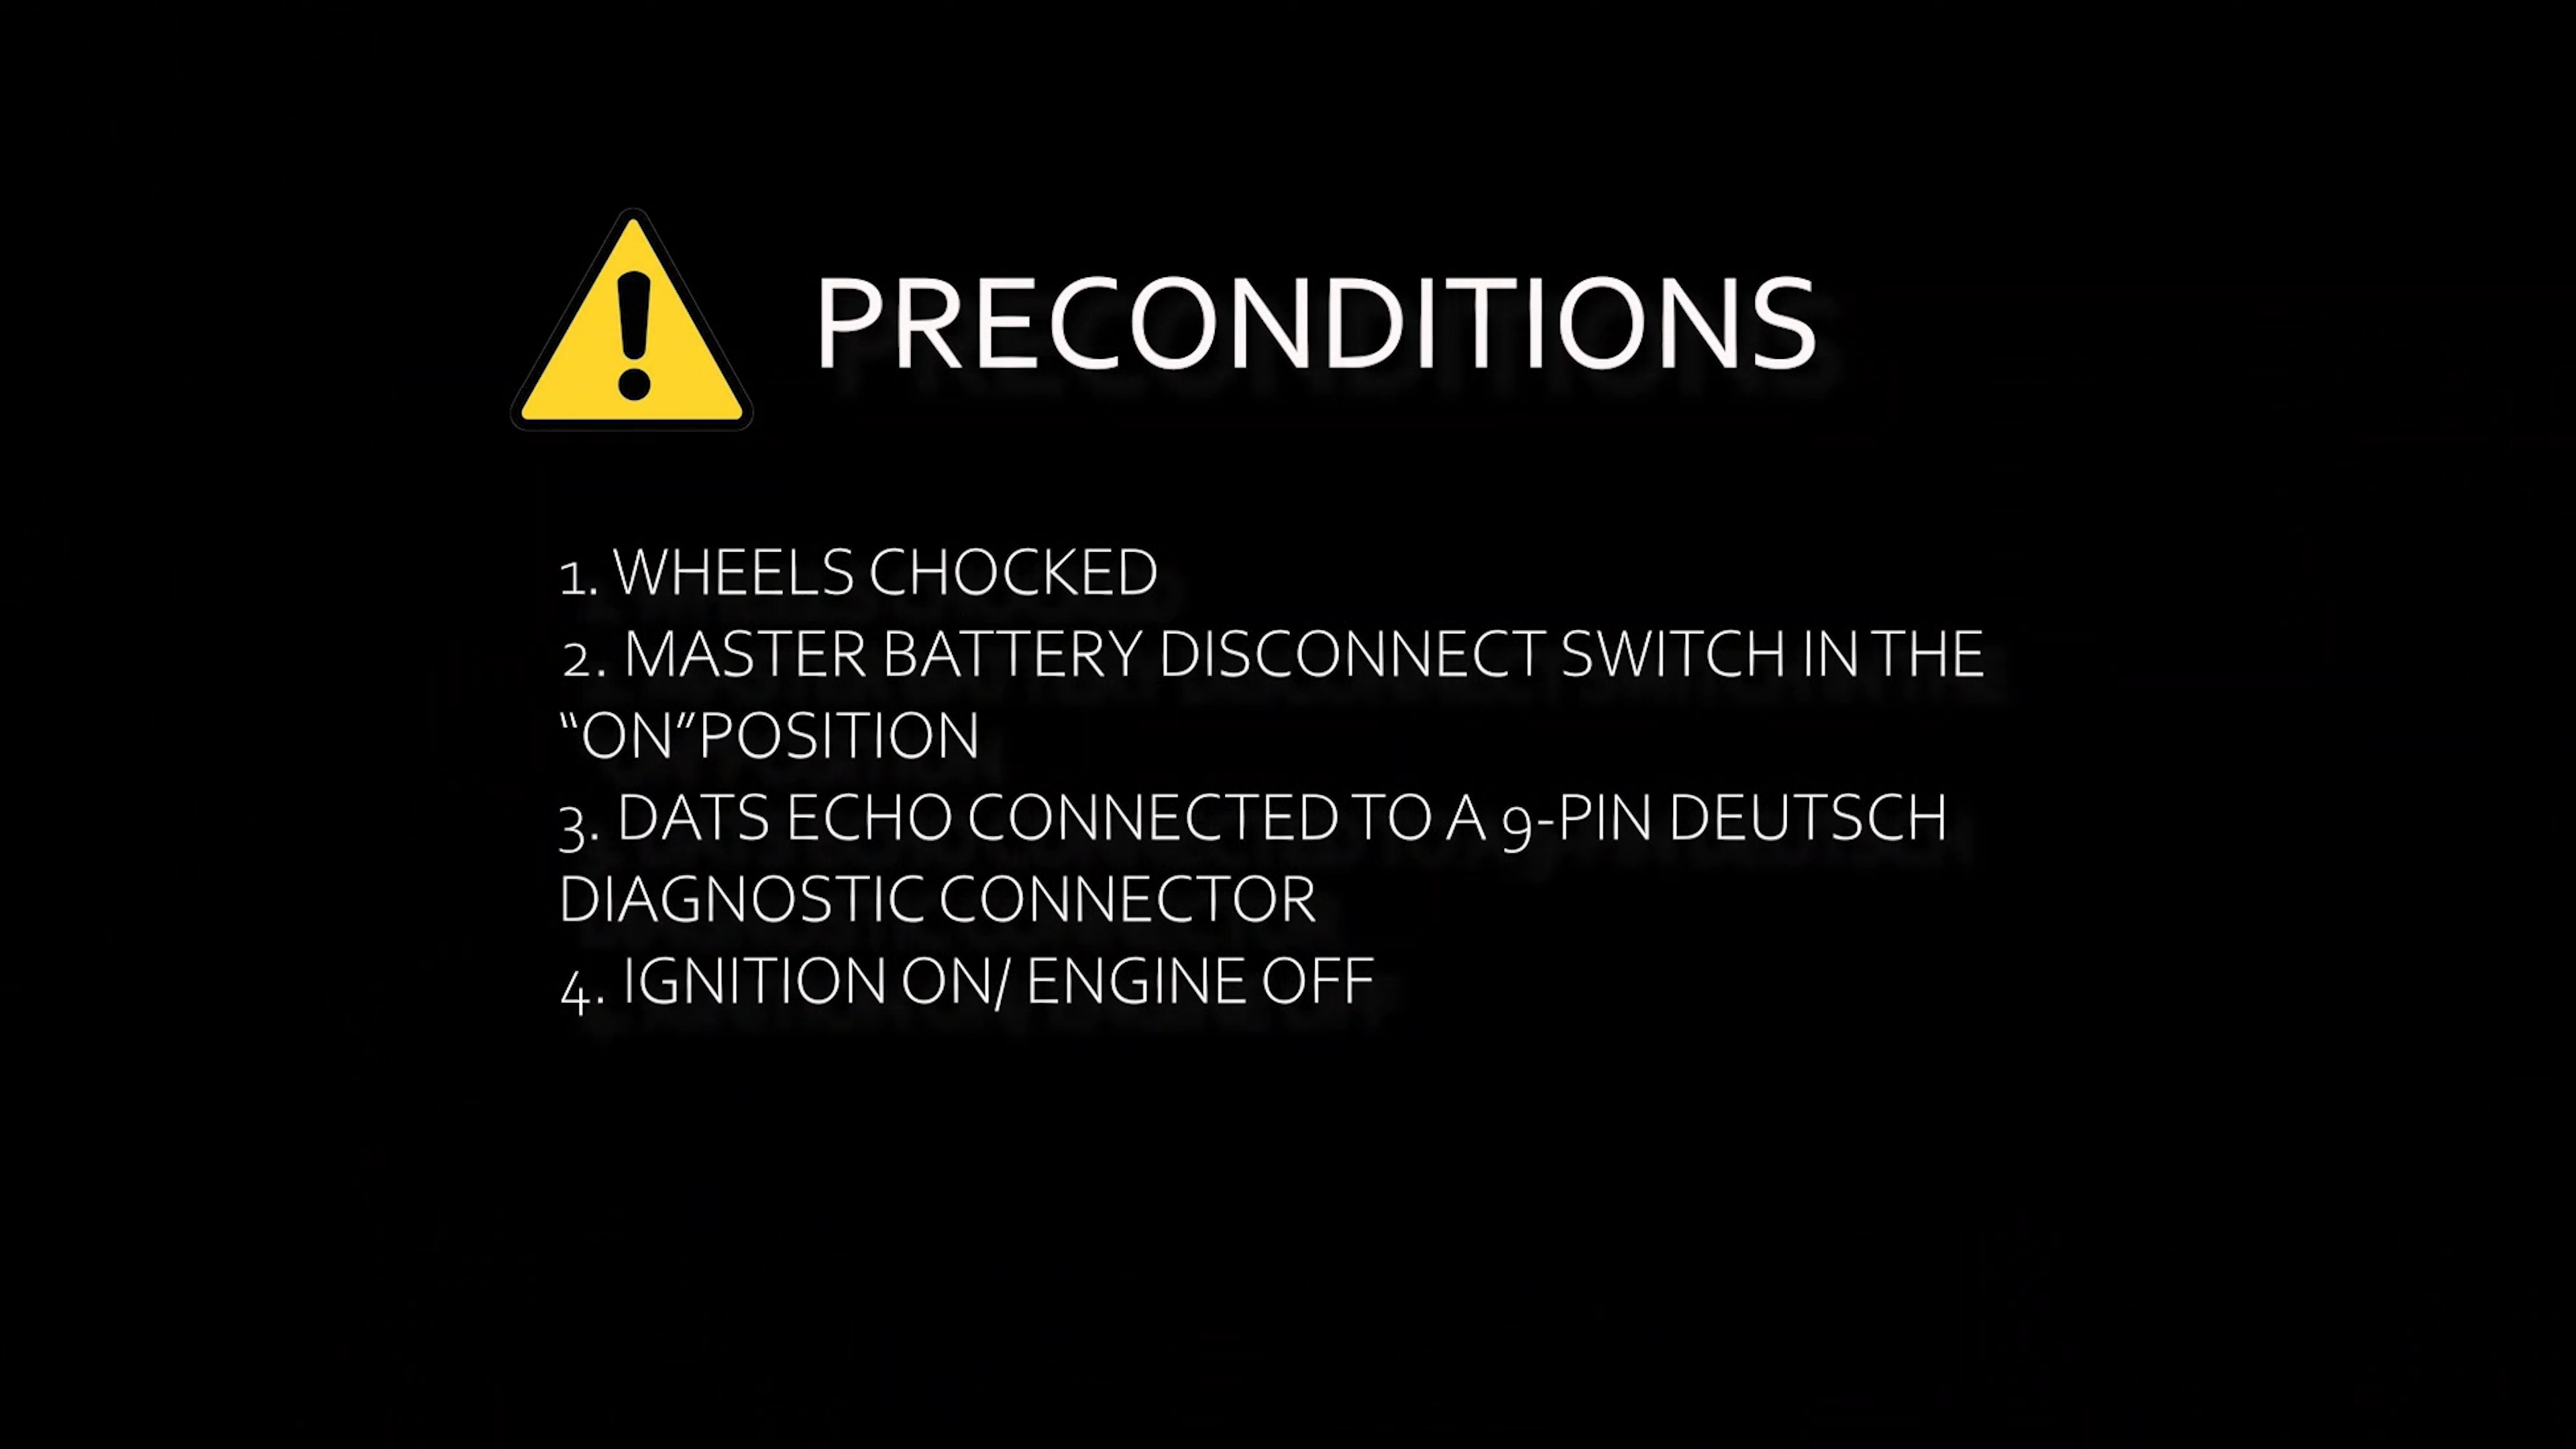 PRECONDITIONS
1. WHEELS CHOCKED
2. MASTER BATTERY DISCONNECT SWITCH IN THE
“ON”POSITION
3. DATS ECHO CONNECTED TO A 9-PIN DEUTSCH
DIAGNOSTIC CONNECTOR
4. IGNITION ON/ ENGINE OFF